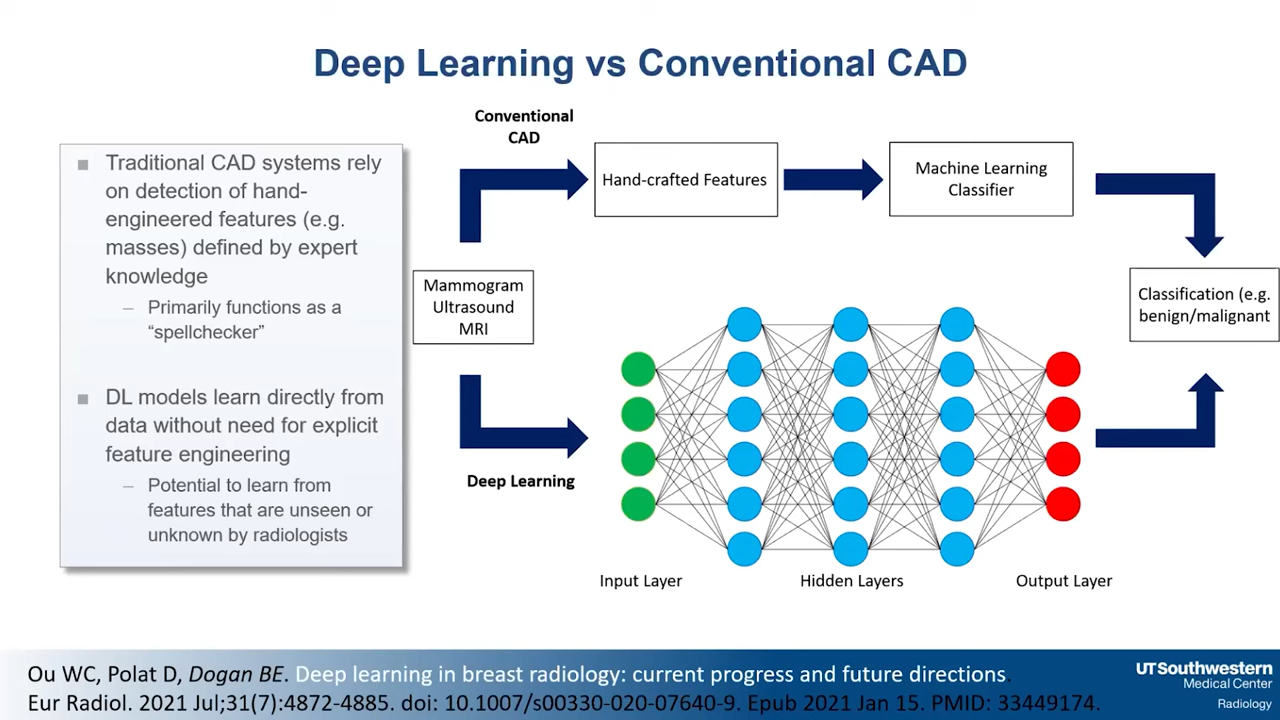 Deep Learning vs Conventional CAD
■ Traditional CAD systems rely
on detection of hand-
engineered features (e.g.
masses) defined by expert
knowledge
– Primarily functions as a
“spellchecker”
■ DL models learn directly from
data without need for explicit
feature engineering
– Potential to learn from
features that are unseen or
unknown by radiologists
Conventional
CAD
Hand-crafted Features
Machine Learning
Classifier
Mammogram
Ultrasound
MRI
Classification (e.g.
benign/malignant
Deep Learning
Input Layer
Hidden Layers
Output Layer
Ou WC, Polat D, Dogan BE. Deep learning in breast radiology: current progress and future directions.
Eur Radiol. 2021 Jul;31(7):4872-4885. doi: 10.1007/s00330-020-07640-9. Epub 2021 Jan 15. PMID: 33449174.
UTSouthwestern
Medical Center
Radiology